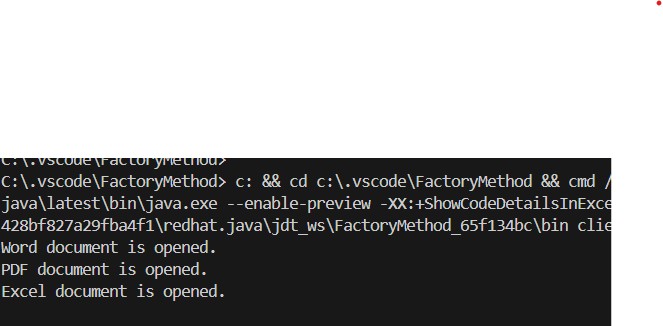 C:\.vscode\FactoryMethod>
C:\.vscode\FactoryMethod> c: && cd c:\.vscode\FactoryMethod && cmd /
java\latest\bin\java.exe --enable-preview -XX:+ShowCodeDetailsInExce
428bf827a29fba4f1\redhat.java\jdt_ws\FactoryMethod_65f134bc\bin clie
Word document is opened.
PDF document is opened.
Excel document is opened.